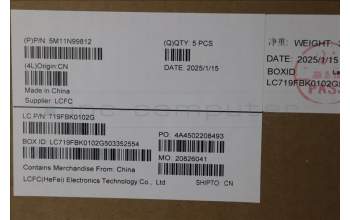 (P)P/N: 5M11N99812
(Q)QTY: 5 PCS
(4L)Origin:CN
DATE: 2025/1/15
Made in China
Supplier: LCFC
净重: WEIGHT
DATE: 2025/1/15
BOXID
LC719FBK0102G
PASS
LC P/N: 719FBK0102G
PO: 4A4502208493
BOX ID: LC719FBK0102G503352554
MO: 20826041
Contains Merchandise From: China
LCFC(HeFei) Electronics Technology Co., Ltd
SHIPTO: CN